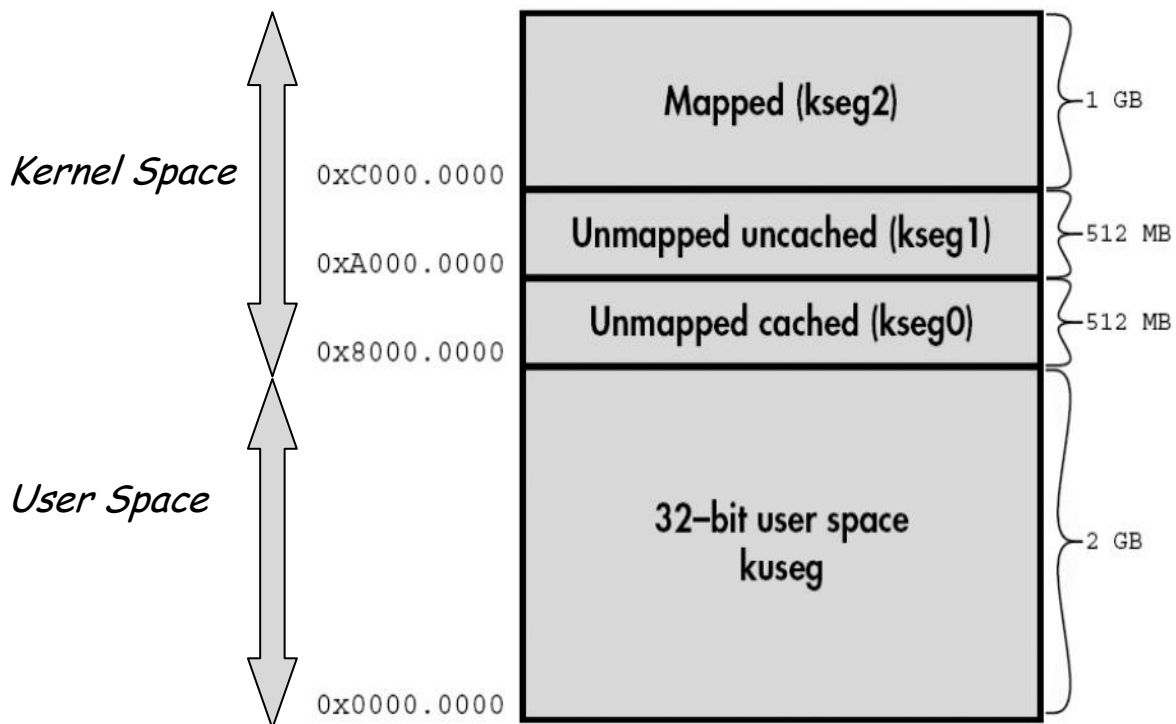 Mapped (kseg2)
1 GB
Kernel Space
0xC000.0000
Unmapped uncached (kseg1)
512 MB
0xA000.0000
Unmapped cached (kseg0)
512 MB
0x8000.0000
User Space
32–bit user space
kuseg
2 GB
0x0000.0000